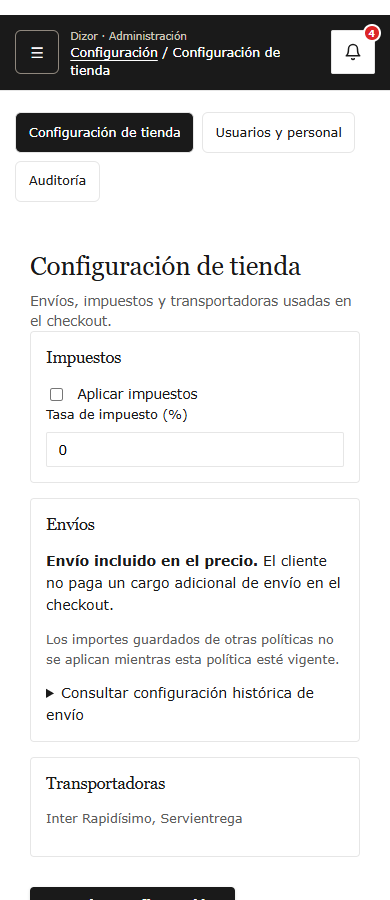 ☰
Dizor · Administración
Configuración / Configuración de
tienda
4
Configuración de tienda
Usuarios y personal
Auditoría
Configuración de tienda
Envíos, impuestos y transportadoras usadas en
el checkout.
Impuestos
Aplicar impuestos
Tasa de impuesto (%)
0
Envíos
Envío incluido en el precio. El cliente
no paga un cargo adicional de envío en el
checkout.
Los importes guardados de otras políticas no
se aplican mientras esta política esté vigente.
Consultar configuración histórica de
envío
Transportadoras
Inter Rapidísimo, Servientrega